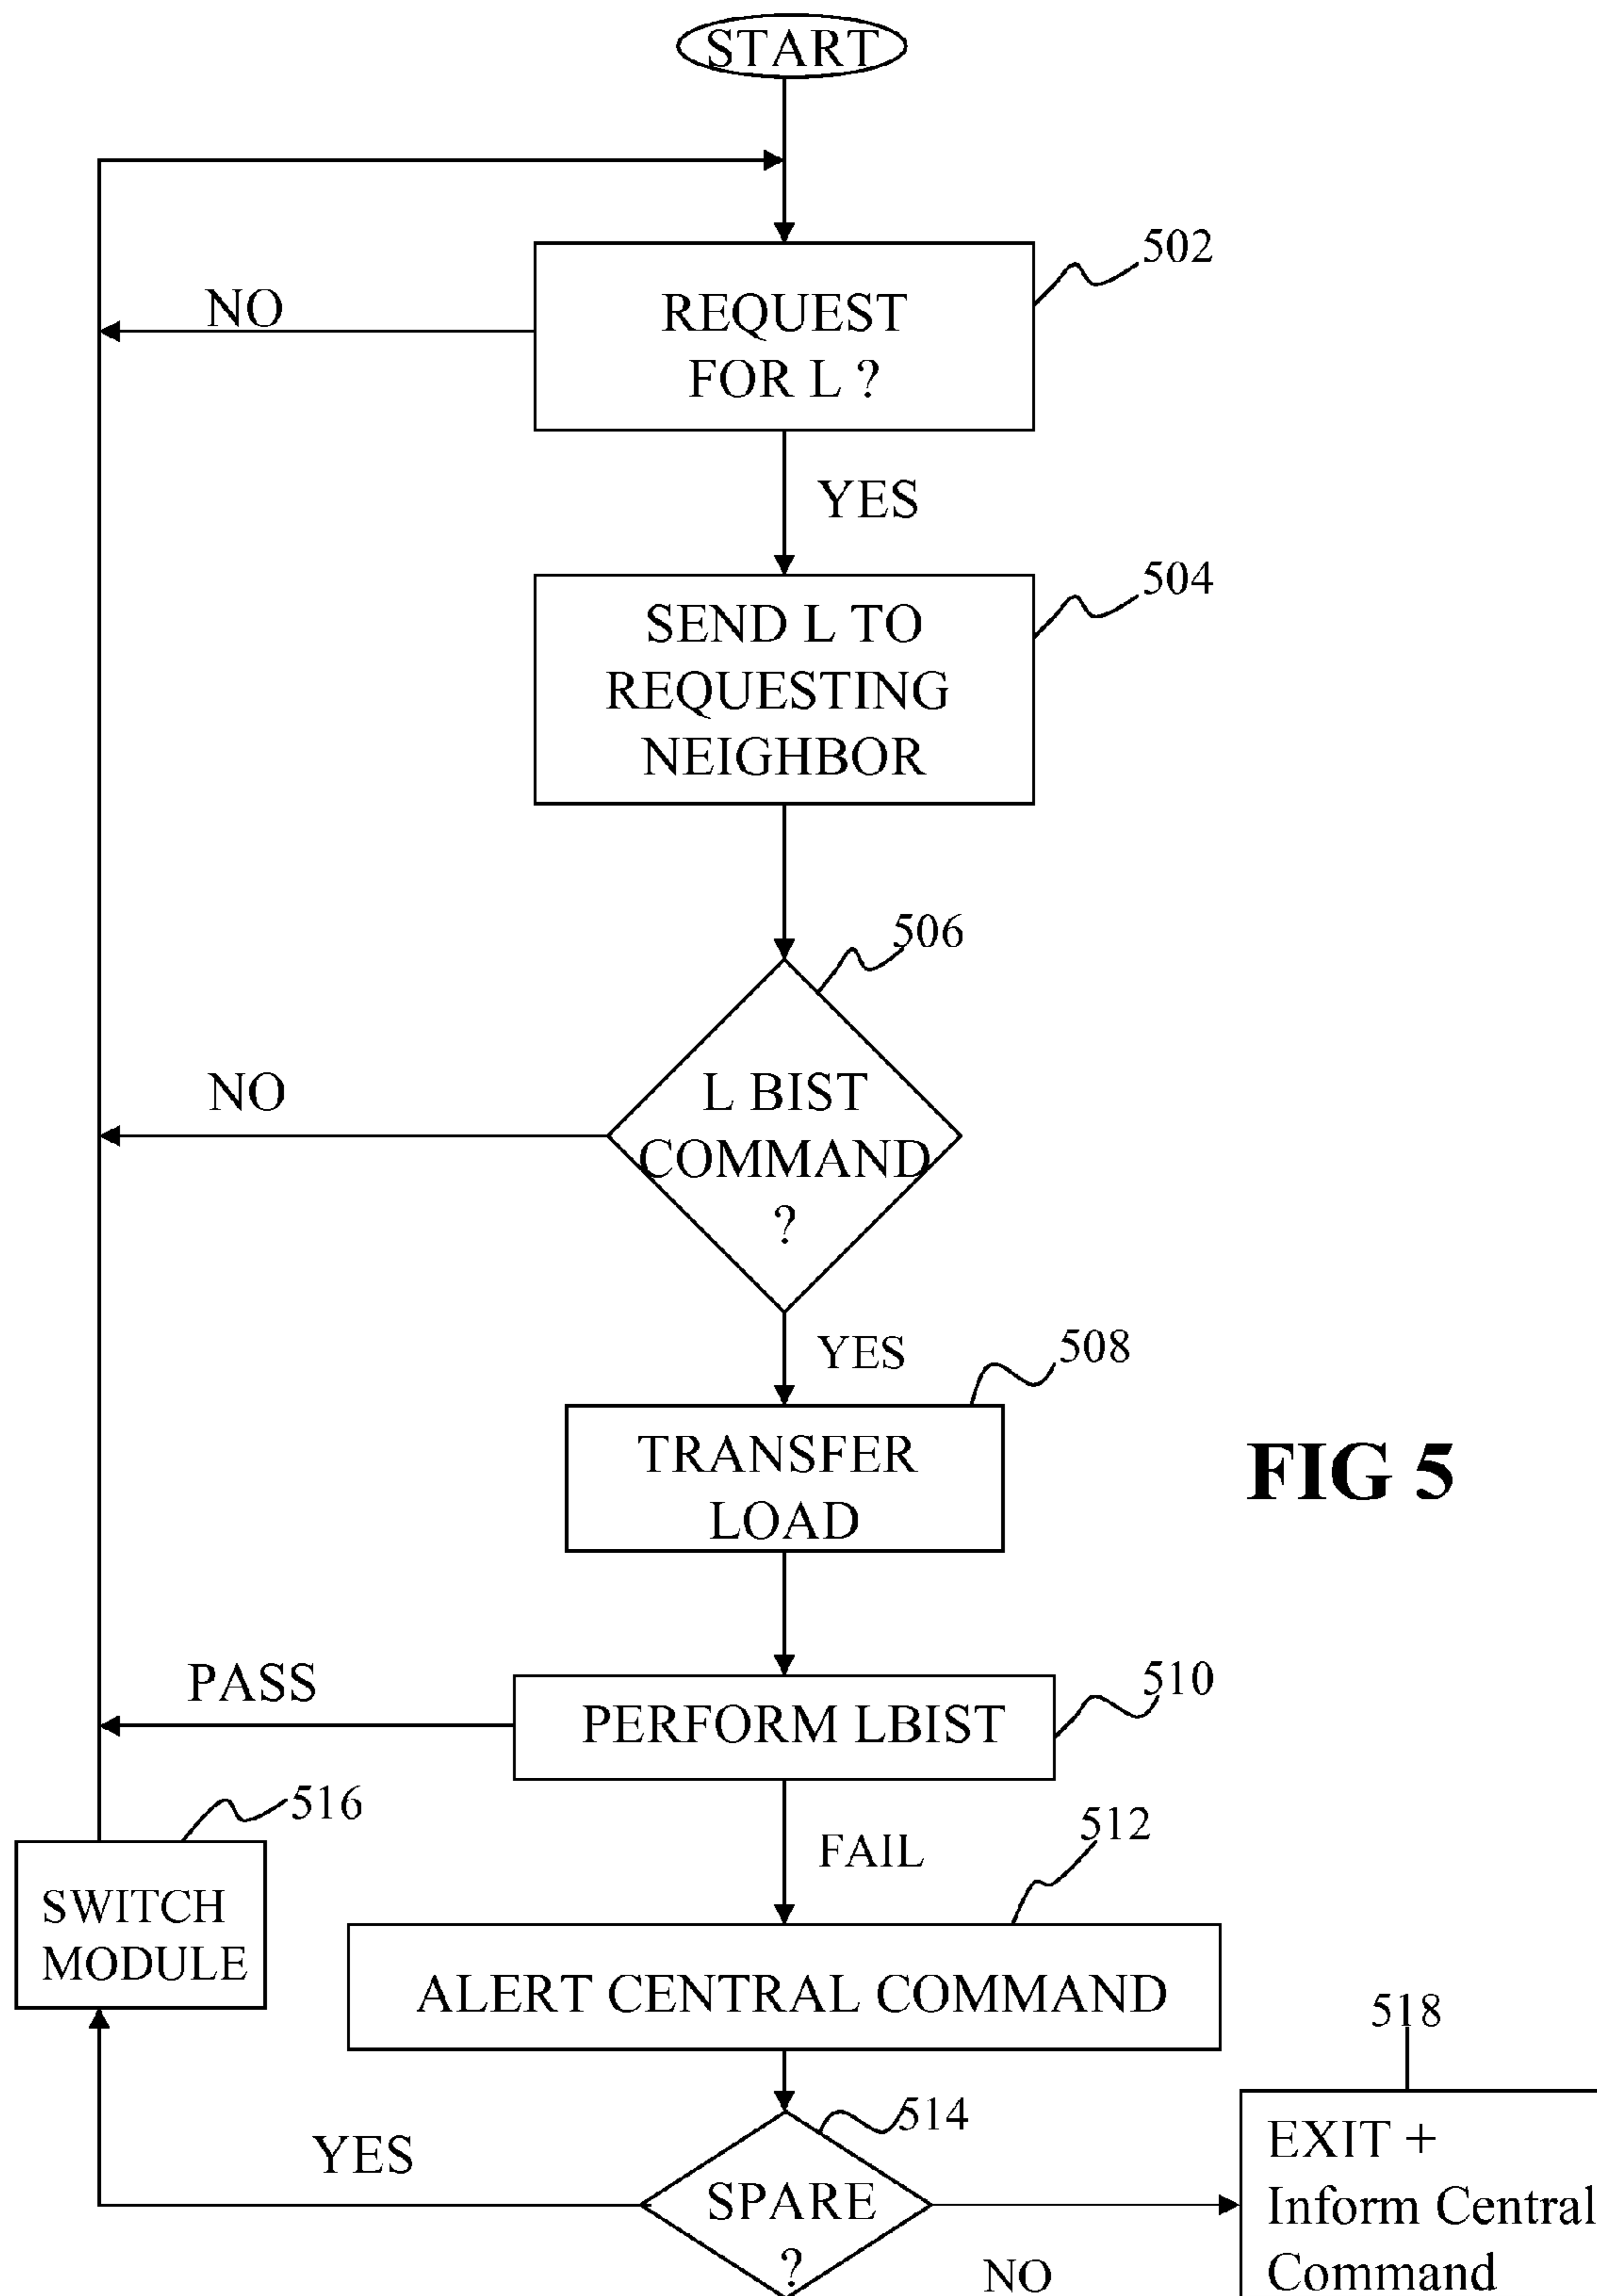 START
502
NO
REQUEST
FOR L ?
YES
504
SEND L TO
REQUESTING
NEIGHBOR
506
NO
L BIST
COMMAND
?
YES
508
TRANSFER
LOAD
FIG 5
PASS
510
PERFORM LBIST
516
FAIL
512
SWITCH
MODULE
ALERT CENTRAL COMMAND
518
514
YES
SPARE
?
NO
EXIT +
Inform Central
Command